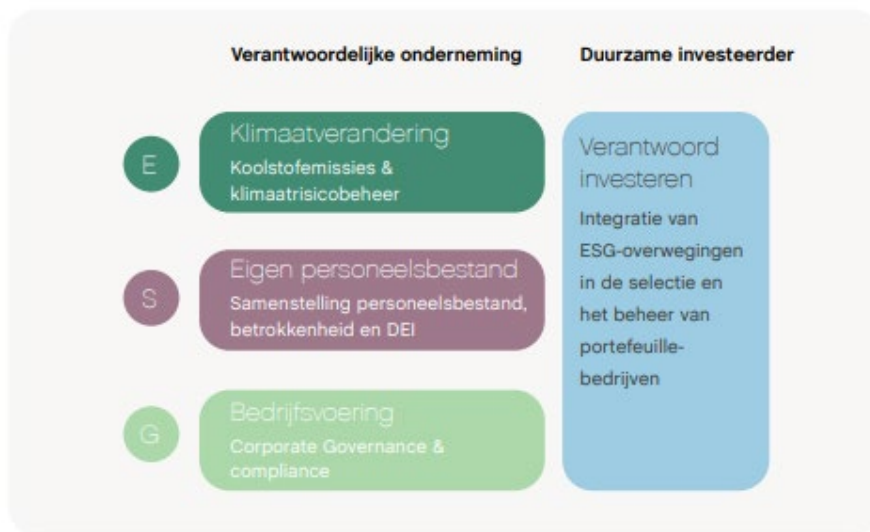 Verantwoordelijke onderneming
Duurzame investeerder
E
Klimaatverandering
Koolstofemissies &
klimaatrisicobeheer
S
Eigen personeelsbestand
Samenstelling personeelsbestand,
betrokkenheid en DEI
G
Bedrijfsvoering
Corporate Governance &
compliance
Verantwoord
investeren
Integratie van
ESG-overwegingen
in de selectie en
het beheer van
portefeuille-
bedrijven